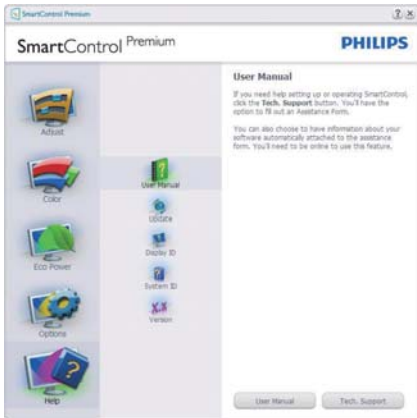 SmartControl Premium
SmartControl Premium
PHILIPS
Adjust
Color
Eco Power
Options
Help
User Manual
Update
Display ID
System ID
Version
User Manual
If you need help setting up or operating SmartControl,
click the Tech. Support button. You'll have the
option to fill out an Assistance Form.
You can also choose to have information about your
software automatically attached to the assistance
form. You'll need to be online to use this feature.
User Manual
Tech. Support